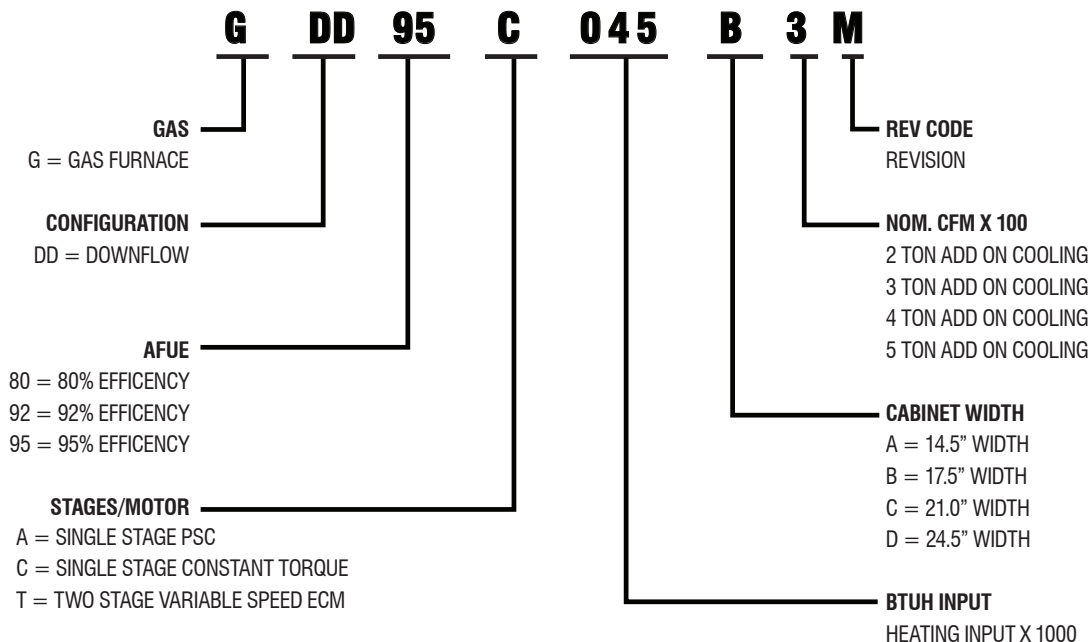 G DD 95 C 045 B 3 M
GAS
G = GAS FURNACE
CONFIGURATION
DD = DOWNFLOW
AFUE
80 = 80% EFFICENCY
92 = 92% EFFICENCY
95 = 95% EFFICENCY
STAGES/MOTOR
A = SINGLE STAGE PSC
C = SINGLE STAGE CONSTANT TORQUE
T = TWO STAGE VARIABLE SPEED ECM
REV CODE
REVISION
NOM. CFM X 100
2 TON ADD ON COOLING
3 TON ADD ON COOLING
4 TON ADD ON COOLING
5 TON ADD ON COOLING
CABINET WIDTH
A = 14.5” WIDTH
B = 17.5” WIDTH
C = 21.0” WIDTH
D = 24.5” WIDTH
BTUH INPUT
HEATING INPUT X 1000